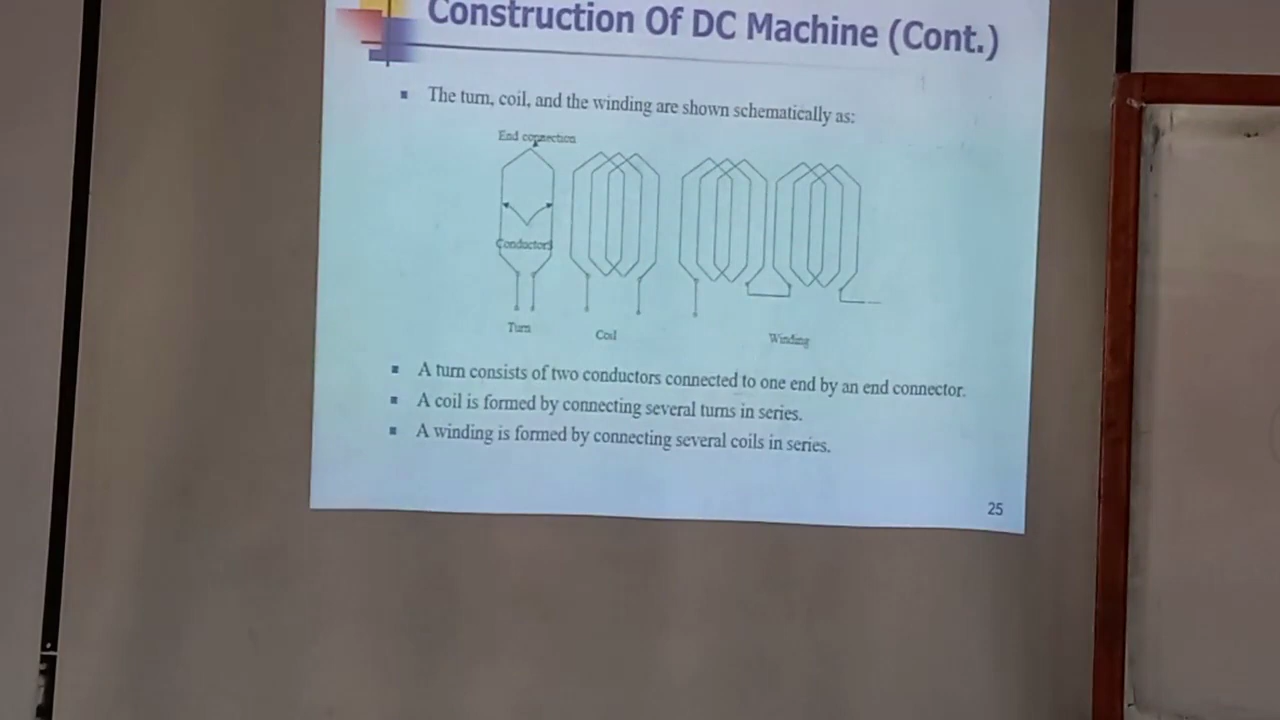 Construction Of DC Machine (Cont.)
The turn, coil, and the winding are shown schematically as:
End connection
Conductors
Turn
Coil
Winding
A turn consists of two conductors connected to one end by an end connector.
A coil is formed by connecting several turns in series.
A winding is formed by connecting several coils in series.
25